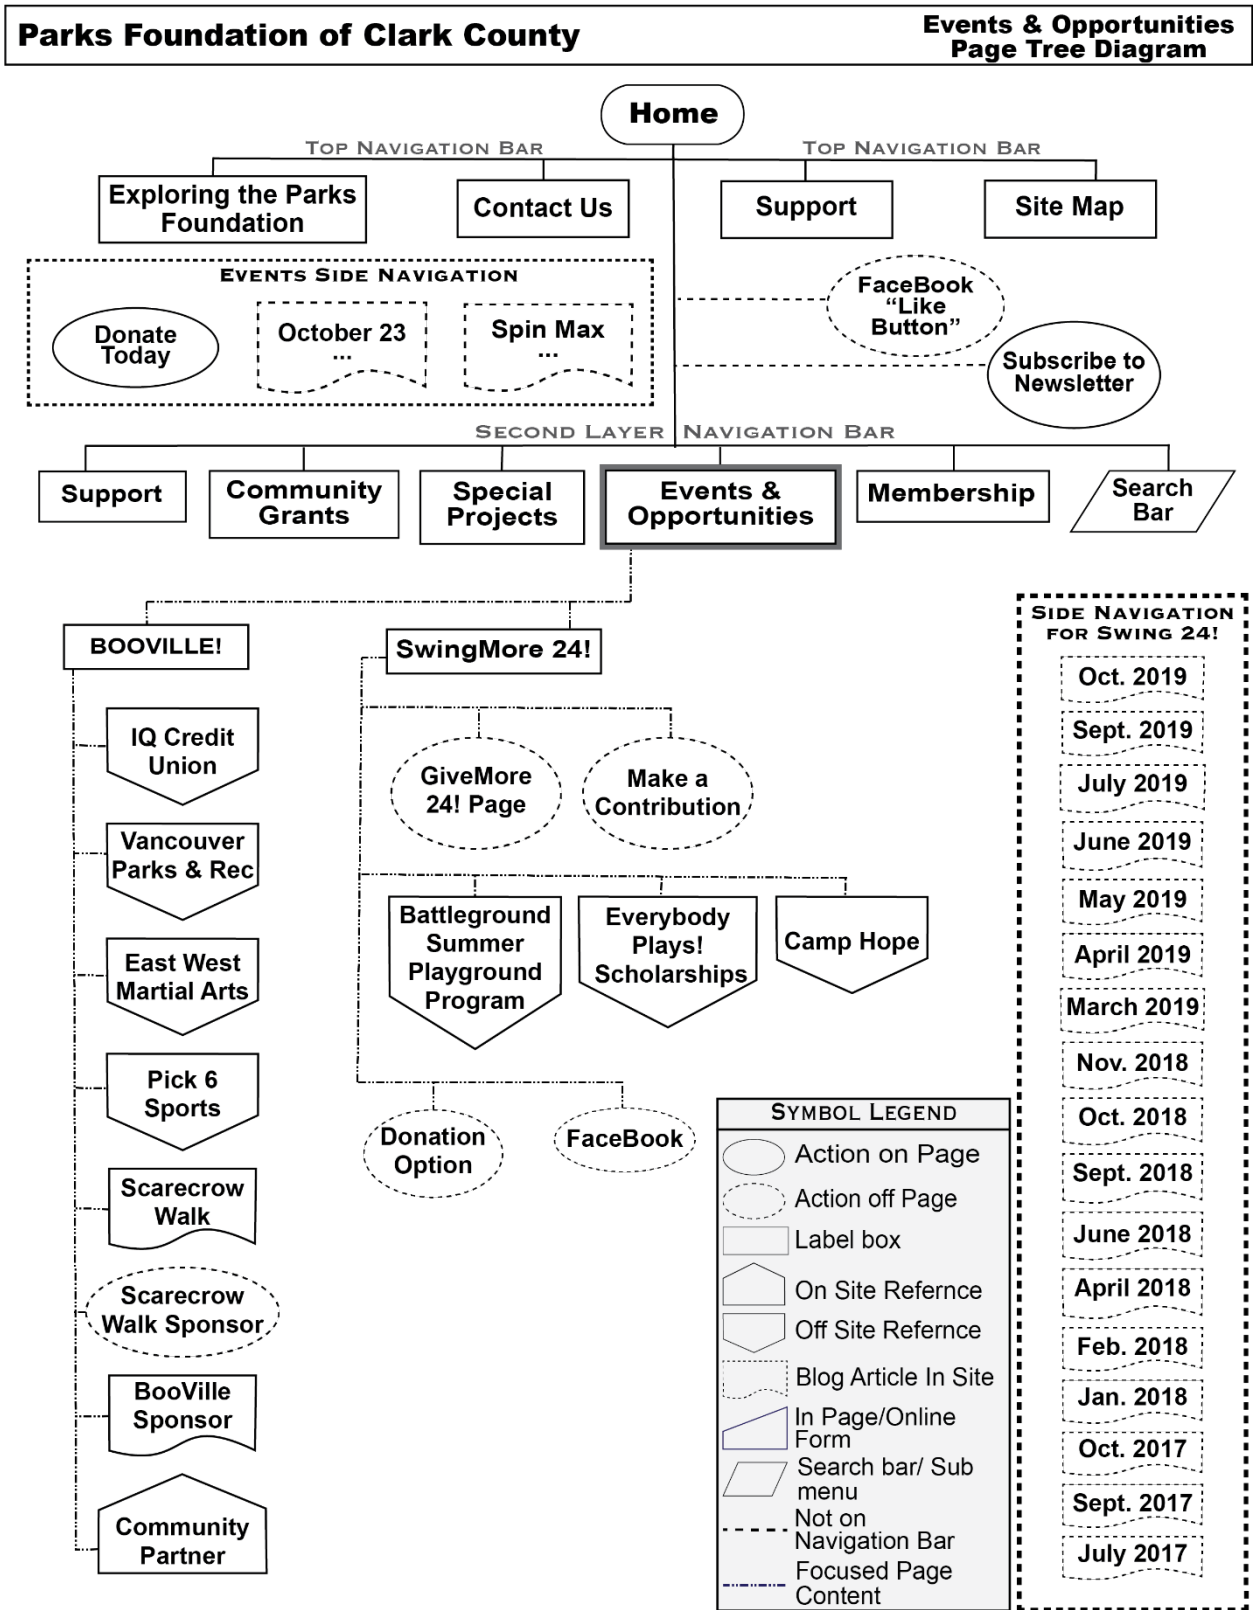 Parks Foundation of Clark County
Events & Opportunities
Page Tree Diagram
Home
Top Navigation Bar
Top Navigation Bar
Exploring the Parks
Foundation
Contact Us
Support
Site Map
Events Side Navigation
Donate
Today
October 23
...
Spin Max
...
FaceBook
“Like
Button”
Subscribe to
Newsletter
Second Layer Navigation Bar
Support
Community
Grants
Special
Projects
Events &
Opportunities
Membership
Search
Bar
BOOVILLE!
IQ Credit
Union
Vancouver
Parks & Rec
East West
Martial Arts
Pick 6
Sports
Scarecrow
Walk
Scarecrow
Walk Sponsor
BooVille
Sponsor
Community
Partner
SwingMore 24!
GiveMore
24! Page
Make a
Contribution
Battleground
Summer
Playground
Program
Everybody
Plays!
Scholarships
Camp Hope
Donation
Option
FaceBook
Symbol Legend
Action on Page
Action off Page
Label box
On Site Refernce
Off Site Refernce
Blog Article In Site
In Page/Online
Form
Search bar/ Sub
menu
Not on
Navigation Bar
Focused Page
Content
Side Navigation
for Swing 24!
Oct. 2019
Sept. 2019
July 2019
June 2019
May 2019
April 2019
March 2019
Nov. 2018
Oct. 2018
Sept. 2018
June 2018
April 2018
Feb. 2018
Jan. 2018
Oct. 2017
Sept. 2017
July 2017